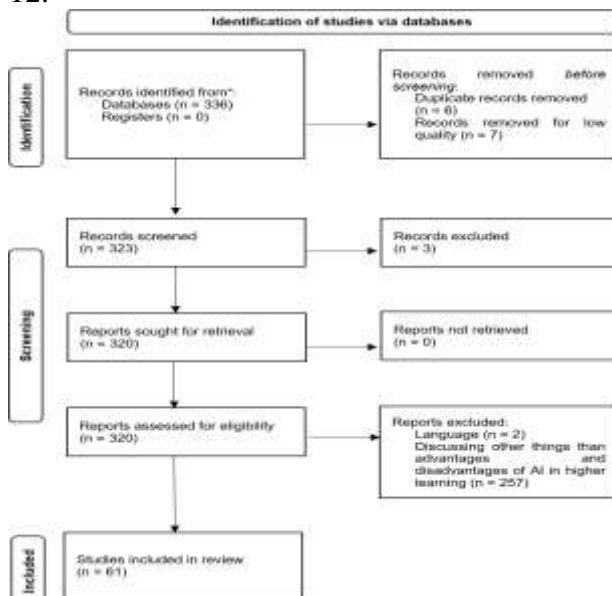 12.
Identification of studies via databases
Identification
Records identified from*:
Databases (n = 336)
Registers (n = 0)
Records removed before
screening:
Duplicate records removed
(n = 6)
Records removed for low
quality (n = 7)
Screening
Records screened
(n = 323)
Records excluded
(n = 3)
Reports sought for retrieval
(n = 320)
Reports not retrieved
(n = 0)
Reports assessed for eligibility
(n = 320)
Reports excluded:
Language (n = 2)
Discussing other things than
advantages and
disadvantages of AI in higher
learning (n = 257)
Included
Studies included in review
(n = 61)